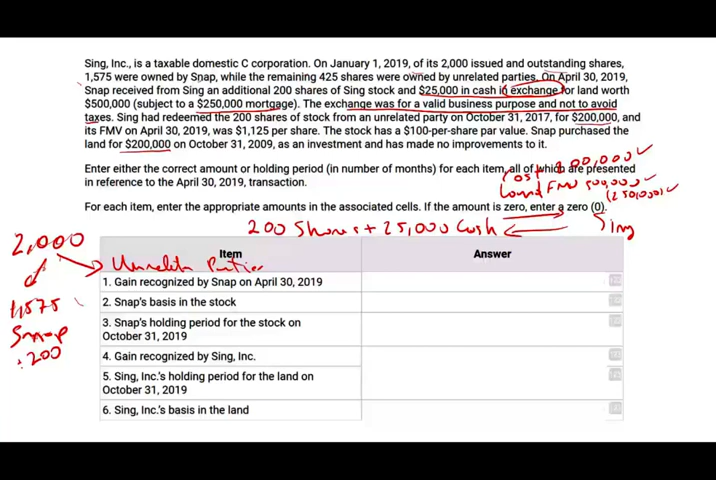 Sing, Inc., is a taxable domestic C corporation. On January 1, 2019, of its 2,000 issued and outstanding shares,
1,575 were owned by Snap, while the remaining 425 shares were owned by unrelated parties. On April 30, 2019,
Snap received from Sing an additional 200 shares of Sing stock and $25,000 in cash in exchange for land worth
$500,000 (subject to a $250,000 mortgage). The exchange was for a valid business purpose and not to avoid
taxes. Sing had redeemed the 200 shares of stock from an unrelated party on October 31, 2017, for $200,000, and
its FMV on April 30, 2019, was $1,125 per share. The stock has a $100-per-share par value. Snap purchased the
land for $200,000 on October 31, 2009, as an investment and has made no improvements to it.
Enter either the correct amount or holding period (in number of months) for each item, all of which are presented
in reference to the April 30, 2019, transaction.
Cost 200,000 ✓
Land FMV 500,000 ✓
(250,000) ✓
For each item, enter the appropriate amounts in the associated cells. If the amount is zero, enter a zero (0).
200 Shares + 25,000 Cash
Sing
2,000
Item Answer
1. Gain recognized by Snap on April 30, 2019
2. Snap's basis in the stock
1,575
3. Snap's holding period for the stock on
October 31, 2019
Snap
+200
4. Gain recognized by Sing, Inc.
5. Sing, Inc.'s holding period for the land on
October 31, 2019
6. Sing, Inc.'s basis in the land